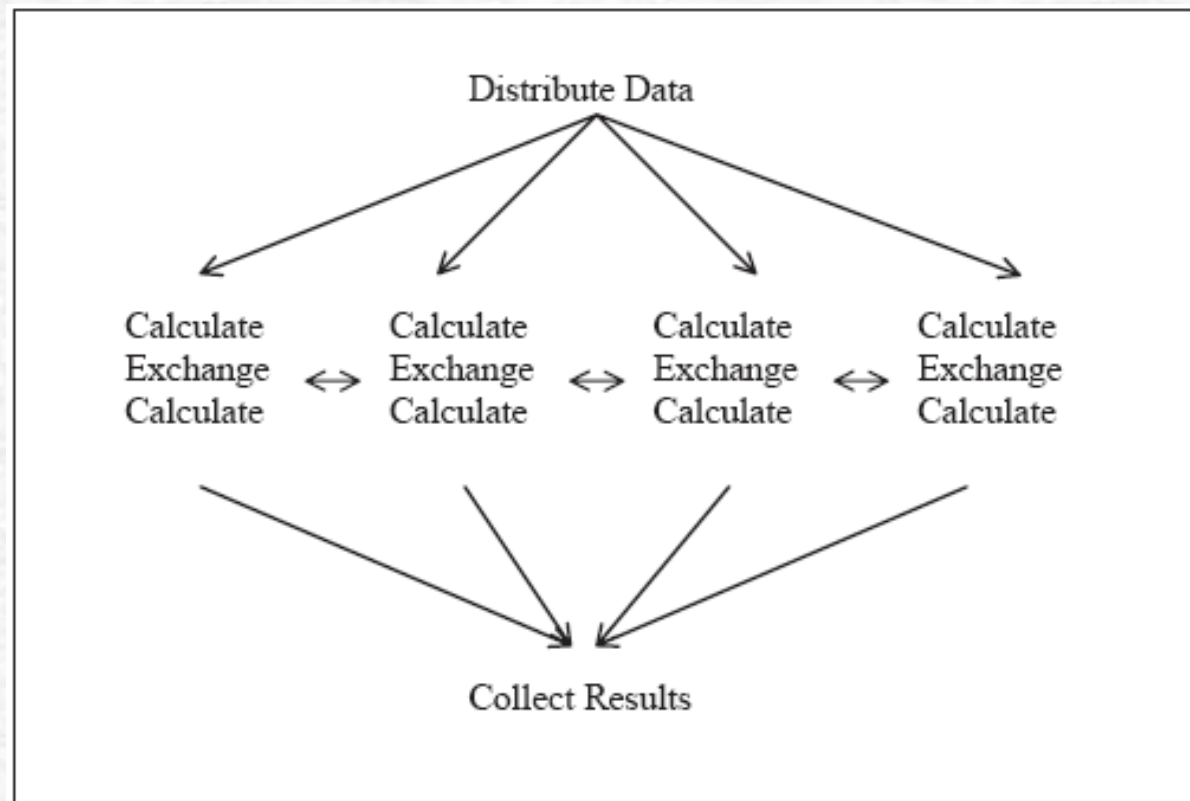 Distribute Data
Calculate
Exchange
Calculate
Calculate
Exchange
Calculate
Calculate
Exchange
Calculate
Calculate
Exchange
Calculate
Collect Results